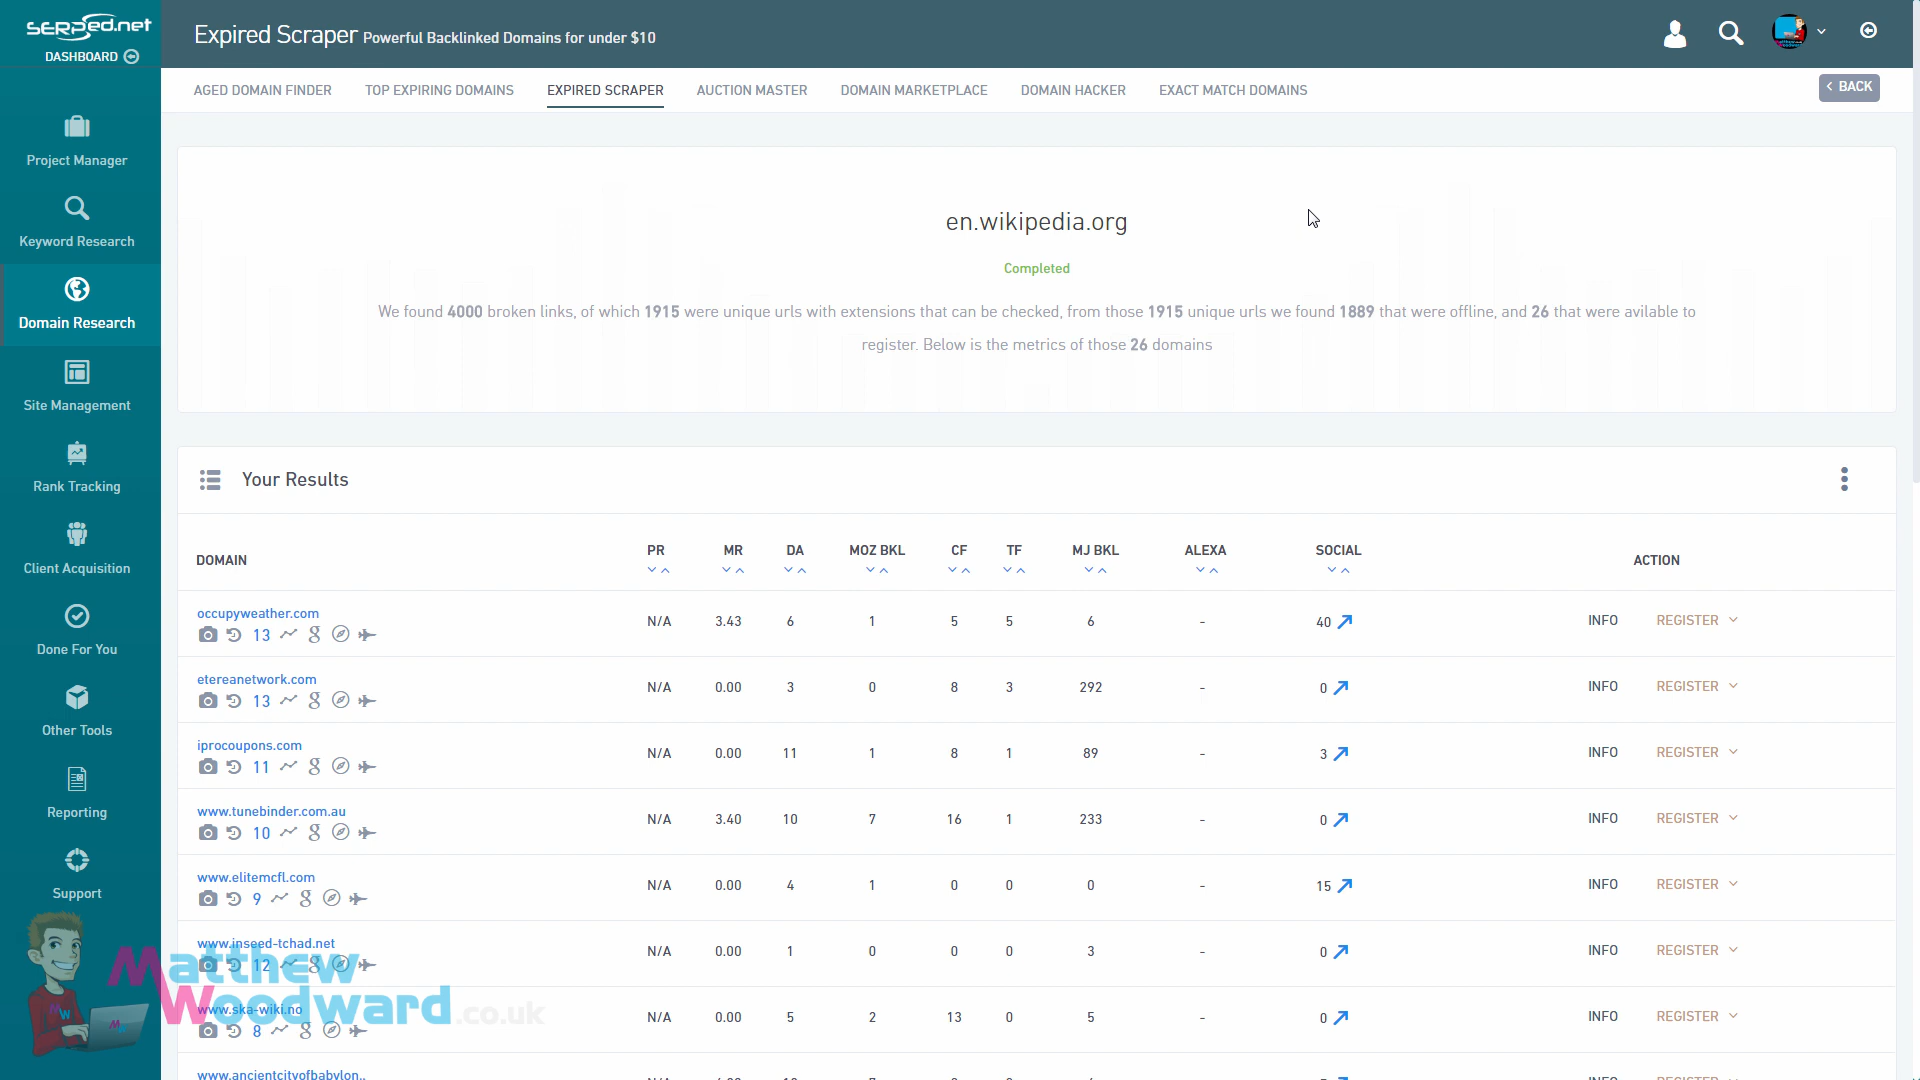 SERPed.net
DASHBOARD
Expired Scraper Powerful Backlinked Domains for under $10
AGED DOMAIN FINDER TOP EXPIRING DOMAINS EXPIRED SCRAPER AUCTION MASTER DOMAIN MARKETPLACE DOMAIN HACKER EXACT MATCH DOMAINS BACK
Project Manager
Keyword Research
Domain Research
Site Management
Rank Tracking
Client Acquisition
Done For You
Other Tools
Reporting
Support
en.wikipedia.org
Completed
We found 4000 broken links, of which 1915 were unique urls with extensions that can be checked, from those 1915 unique urls we found 1889 that were offline, and 26 that were avilable to
register. Below is the metrics of those 26 domains
Your Results
DOMAIN PR MR DA MOZ BKL CF TF MJ BKL ALEXA SOCIAL ACTION
occupyweather.com
13 N/A 3.43 6 1 5 5 6 - 40 INFO REGISTER
etereanetwork.com
13 N/A 0.00 3 0 8 3 292 - 0 INFO REGISTER
iprocoupons.com
11 N/A 0.00 11 1 8 1 89 - 3 INFO REGISTER
www.tunebinder.com.au
10 N/A 3.40 10 7 16 1 233 - 0 INFO REGISTER
www.elitemcfl.com
9 N/A 0.00 4 1 0 0 0 - 15 INFO REGISTER
www.inseed-tchad.net
12 N/A 0.00 1 0 0 0 3 - 0 INFO REGISTER
www.ska-wiki.no
8 N/A 0.00 5 2 13 0 5 - 0 INFO REGISTER
www.ancientcityofbabylon..
Matthew
Woodward.co.uk
MW
MW